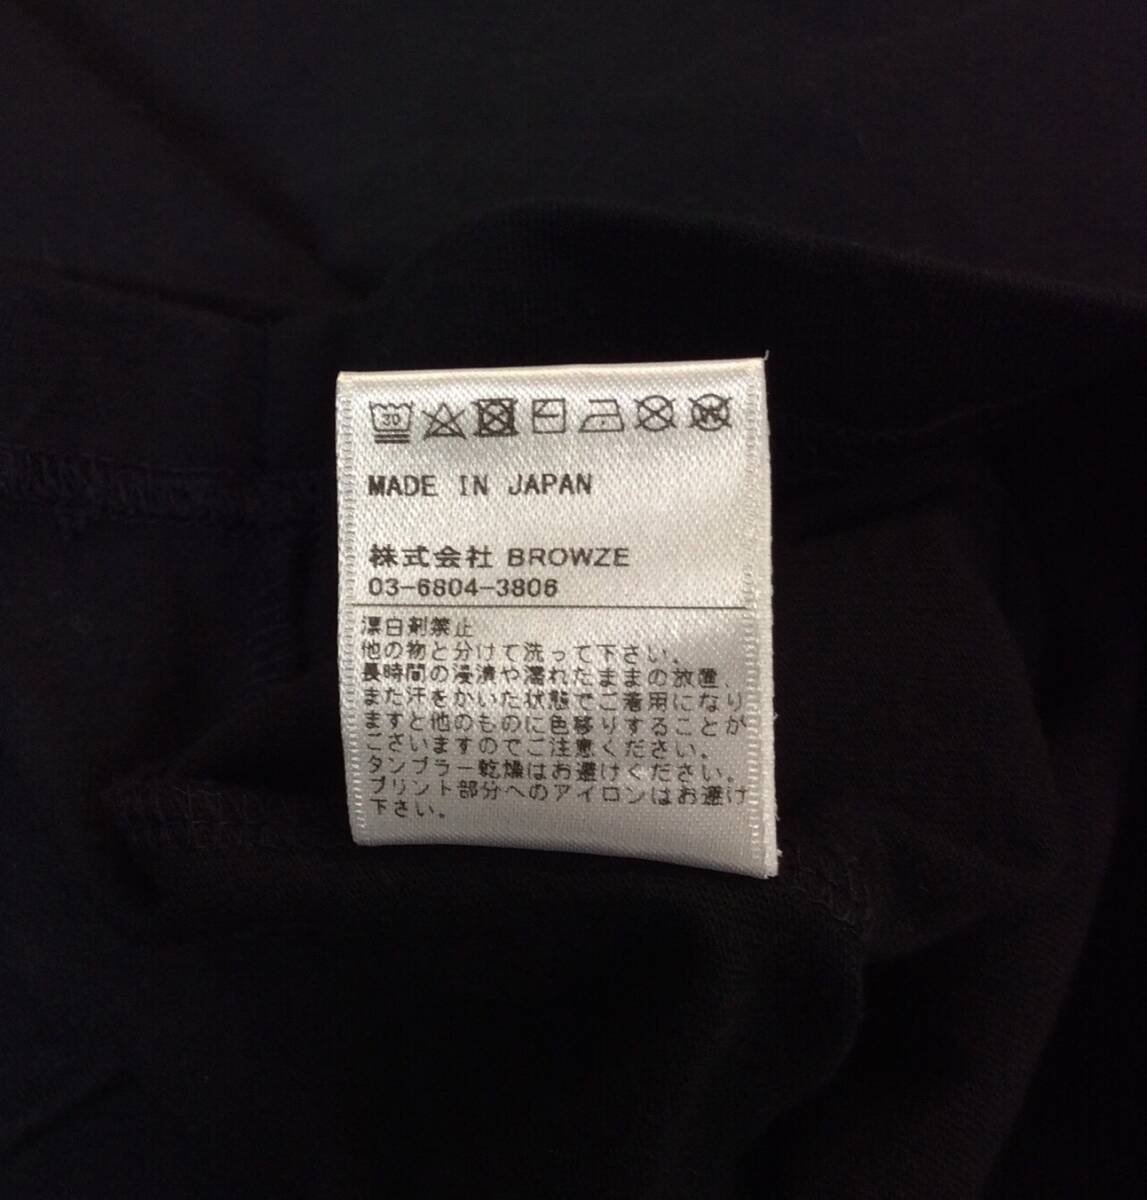 30
MADE IN JAPAN
株式会社 BROWZE
03-6804-3806
漂白剤禁止
他の物と分けて洗って下さい。
長時間の浸漬や濡れたままの放置、
また汗をかいた状態でご着用になり
ますと他のものに色移りすることが
ございますのでご注意ください。
タンブラー乾燥はお避けください。
プリント部分へのアイロンはお避け
下さい。